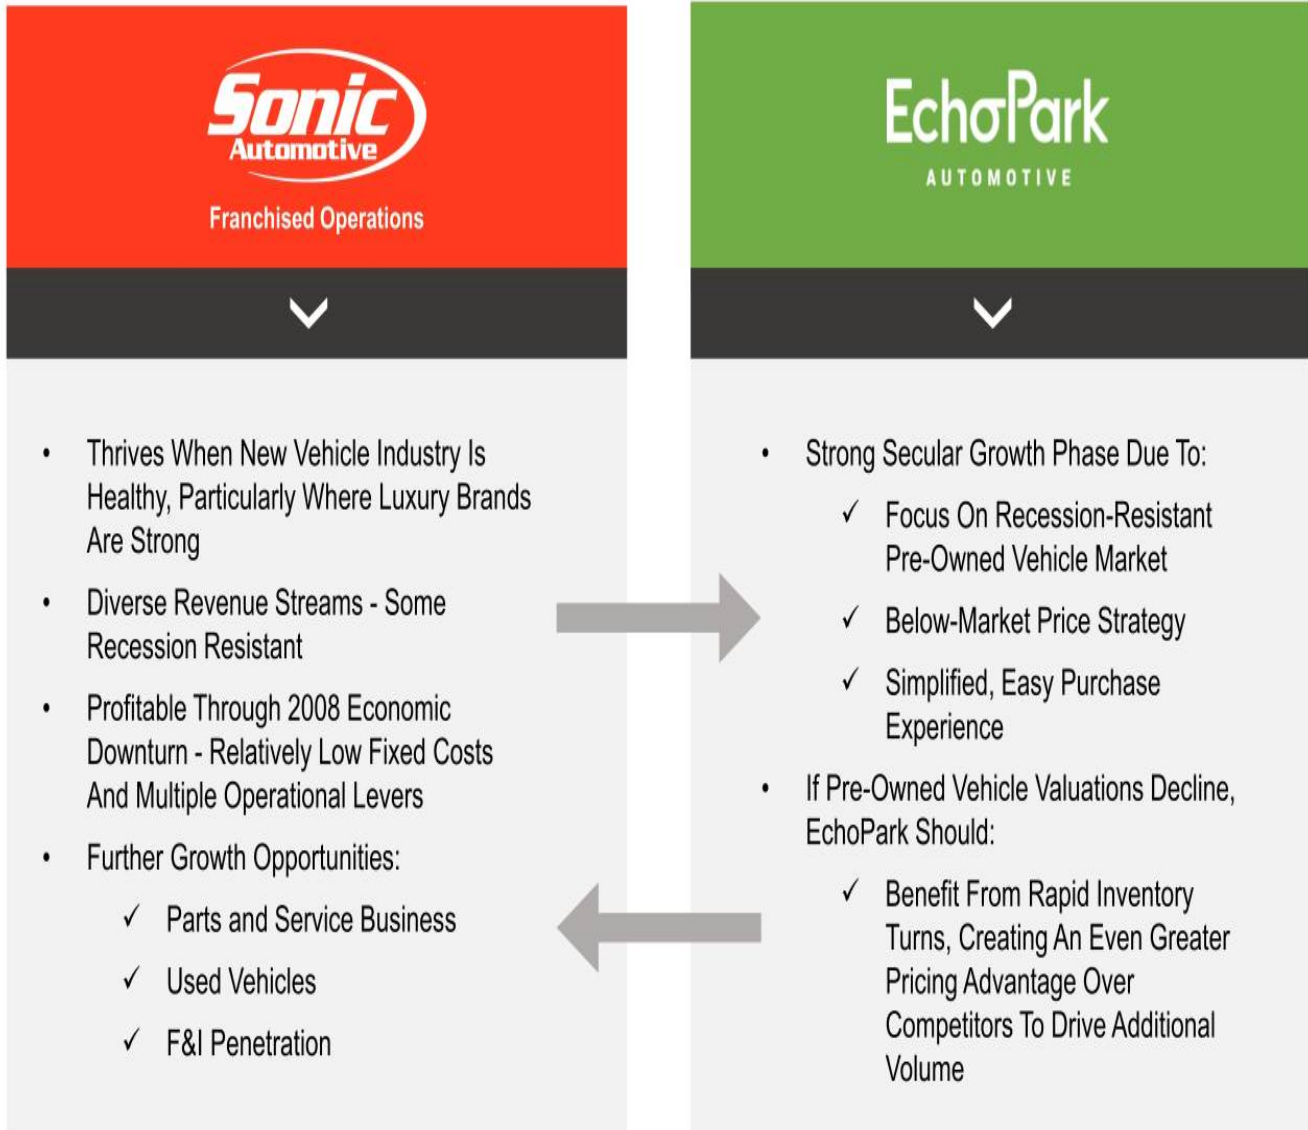 Sonic
Automotive
Franchised Operations
• Thrives When New Vehicle Industry Is
Healthy, Particularly Where Luxury Brands
Are Strong
• Diverse Revenue Streams - Some
Recession Resistant
• Profitable Through 2008 Economic
Downturn - Relatively Low Fixed Costs
And Multiple Operational Levers
• Further Growth Opportunities:
✓ Parts and Service Business
✓ Used Vehicles
✓ F&I Penetration
EchoPark
AUTOMOTIVE
• Strong Secular Growth Phase Due To:
✓ Focus On Recession-Resistant
Pre-Owned Vehicle Market
✓ Below-Market Price Strategy
✓ Simplified, Easy Purchase
Experience
• If Pre-Owned Vehicle Valuations Decline,
EchoPark Should:
✓ Benefit From Rapid Inventory
Turns, Creating An Even Greater
Pricing Advantage Over
Competitors To Drive Additional
Volume